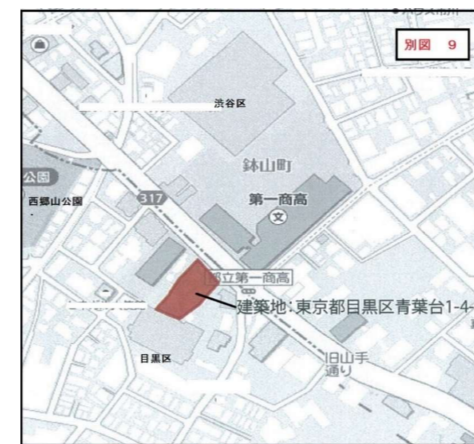 別図 9
渋谷区
鉢山町
公園
第一商高
文
西郷山公園
317
立第一商高
建築地:東京都目黒区青葉台1-4-
目黒区
旧山手
通り